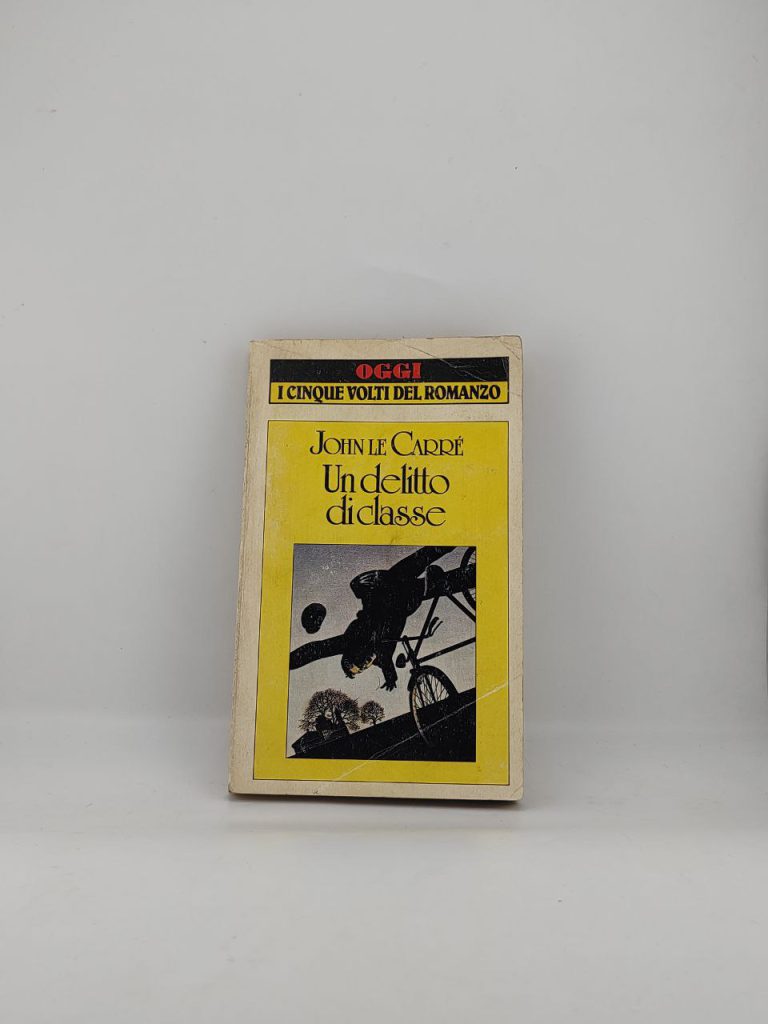 OGGI
I CINQUE VOLTI DEL ROMANZO
JOHN LE CARRÉ
Un delitto
di classe